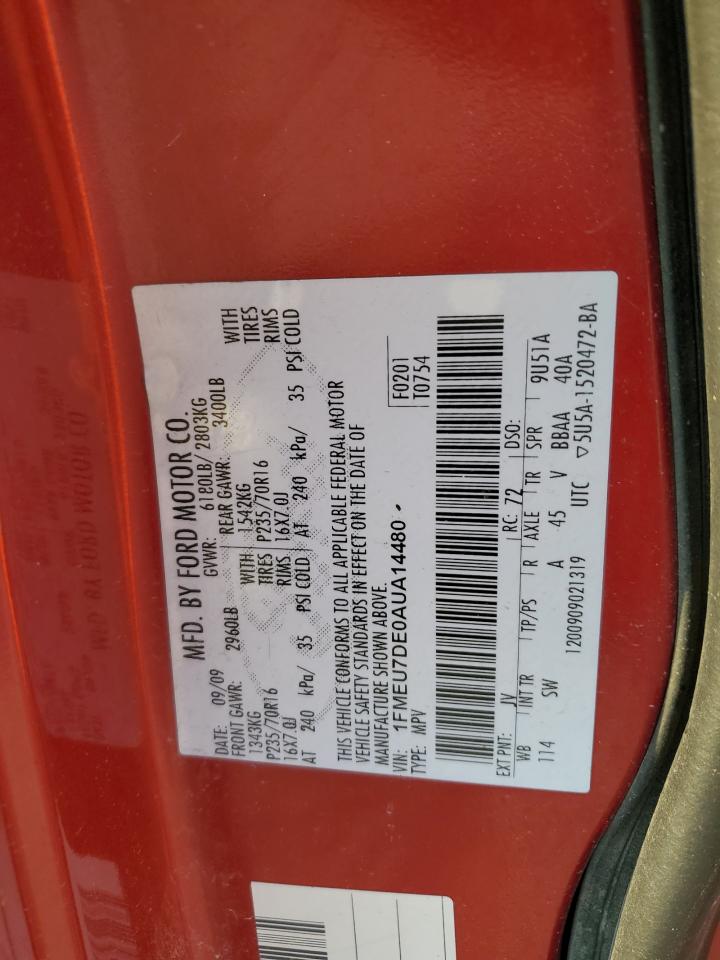 MFD. BY FORD MOTOR CO.
DATE: 09/09 GVWR: 6180LB/ 2803KG
FRONT GAWR: 2960LB REAR GAWR: 3400LB
1343KG WITH 1542KG WITH
P235/70R16 TIRES P235/70R16 TIRES
16X7.0J RIMS 16X7.0J RIMS
AT 240 kPa/ 35 PSI COLD AT 240 kPa/ 35 PSI COLD
THIS VEHICLE CONFORMS TO ALL APPLICABLE FEDERAL MOTOR
VEHICLE SAFETY STANDARDS IN EFFECT ON THE DATE OF
MANUFACTURE SHOWN ABOVE.
VIN: 1FMEU7DE0AUA14480 F0201
TYPE: MPV T0754
EXT PNT: JV RC: 72 DSO:
WB INT TR TP/PS R AXLE TR SPR 9U51A
114 SW A 45 V BBAA 40A
1200909021319 UTC ▽5U5A-1520472-BA